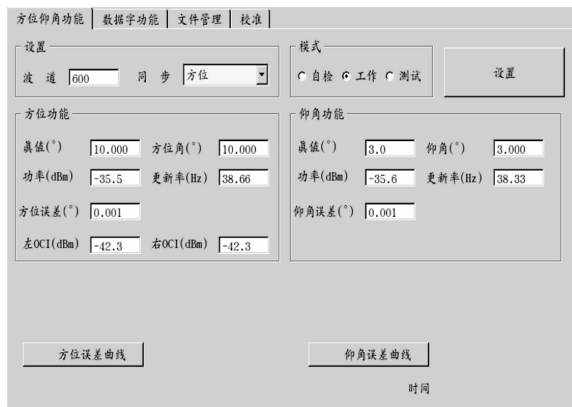 方位仰角功能 数据字功能 文件管理 校准
设置 模式
波 道 600 同 步 方位 自检 工作 测试 设置
方位功能 仰角功能
真值(°) 10.000 方位角(°) 10.000 真值(°) 3.0 仰角(°) 3.000
功率(dBm) -35.5 更新率(Hz) 38.66 功率(dBm) -35.6 更新率(Hz) 38.33
方位误差(°) 0.001 仰角误差(°) 0.001
左OCI(dBm) -42.3 右OCI(dBm) -42.3
方位误差曲线 仰角误差曲线
时间